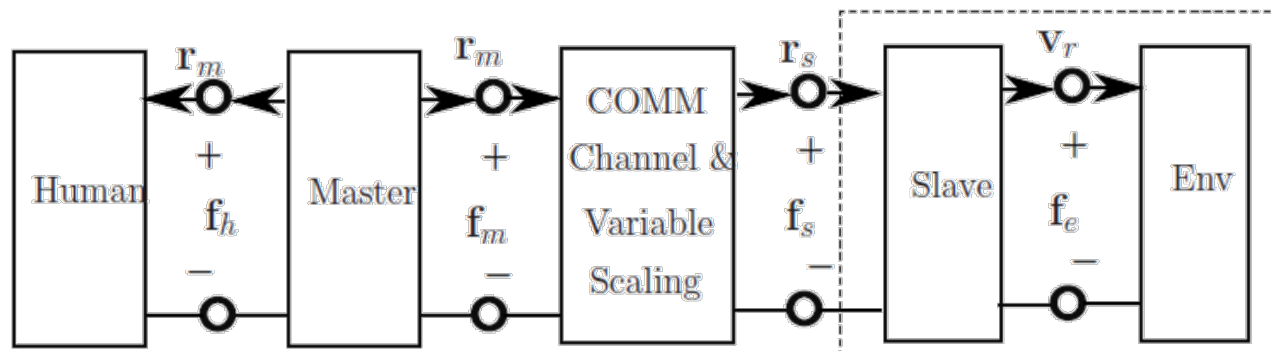 r_m
r_m
r_s
v_r
Human
+
f_h
−
Master
+
f_m
−
COMM
Channel &
Variable
Scaling
+
f_s
−
Slave
+
f_e
−
Env